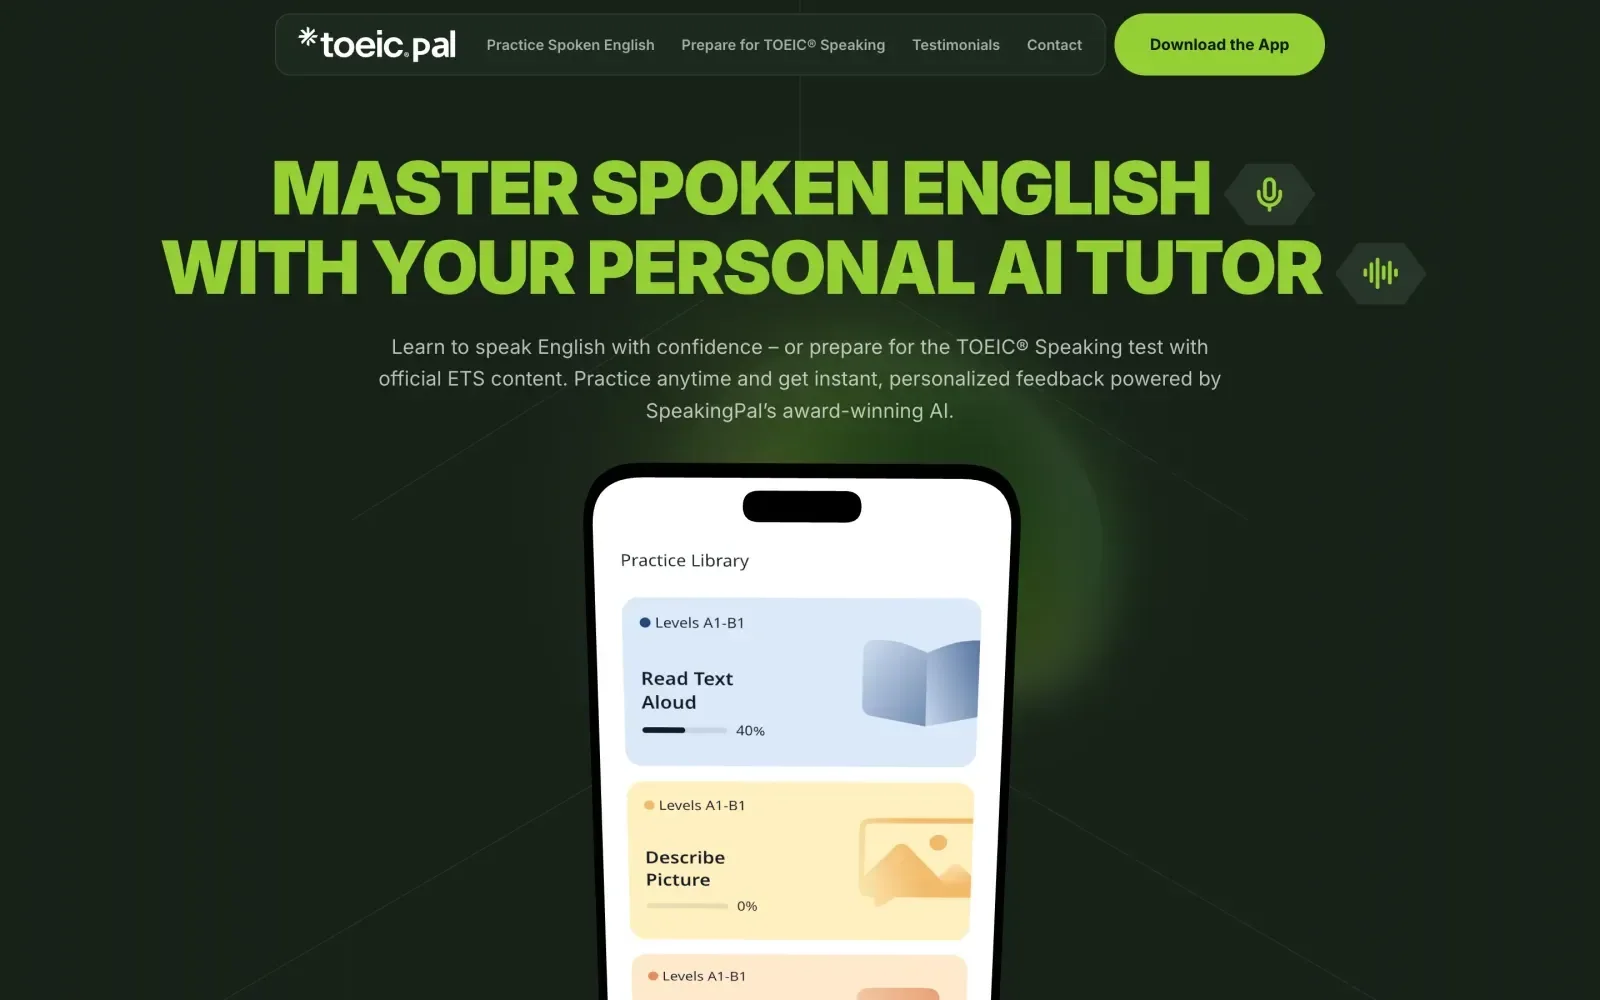 toeic.pal
Practice Spoken English
Prepare for TOEIC® Speaking
Testimonials
Contact
Download the App
MASTER SPOKEN ENGLISH
WITH YOUR PERSONAL AI TUTOR
Learn to speak English with confidence – or prepare for the TOEIC® Speaking test with
official ETS content. Practice anytime and get instant, personalized feedback powered by
SpeakingPal’s award-winning AI.
Practice Library
Levels A1-B1
Read Text
Aloud
40%
Levels A1-B1
Describe
Picture
0%
Levels A1-B1